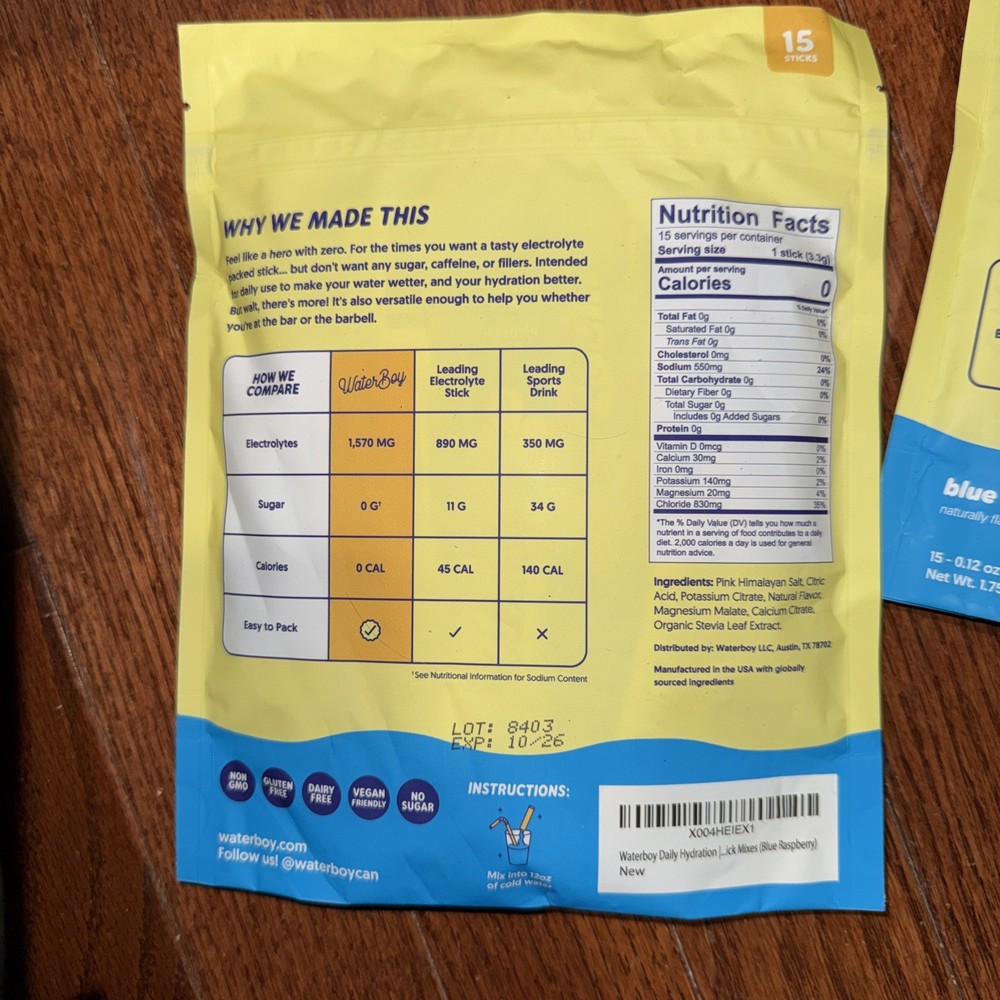 15
STICKS
WHY WE MADE THIS
Feel like a hero with zero. For the times you want a tasty electrolyte
packed stick... but don't want any sugar, caffeine, or fillers. Intended
for daily use to make your water wetter, and your hydration better.
But wait, there's more! It's also versatile enough to help you whether
You're at the bar or the barbell.
HOW WE
COMPARE
WaterBoy
Leading
Electrolyte
Stick
Leading
Sports
Drink
Electrolytes
1,570 MG
890 MG
350 MG
Sugar
0 G†
11 G
34 G
Calories
0 CAL
45 CAL
140 CAL
Easy to Pack
†See Nutritional Information for Sodium Content
Nutrition Facts
15 servings per container
Serving size 1 stick (3.3g)
Amount per serving
Calories 0
% Daily Value*
Total Fat 0g 0%
Saturated Fat 0g 0%
Trans Fat 0g
Cholesterol 0mg 0%
Sodium 550mg 24%
Total Carbohydrate 0g 0%
Dietary Fiber 0g 0%
Total Sugar 0g
Includes 0g Added Sugars 0%
Protein 0g
Vitamin D 0mcg 0%
Calcium 30mg 2%
Iron 0mg 0%
Potassium 140mg 2%
Magnesium 20mg 4%
Chloride 830mg 35%
*The % Daily Value (DV) tells you how much a
nutrient in a serving of food contributes to a daily
diet. 2,000 calories a day is used for general
nutrition advice.
Ingredients: Pink Himalayan Salt, Citric
Acid, Potassium Citrate, Natural Flavor,
Magnesium Malate, Calcium Citrate,
Organic Stevia Leaf Extract.
Distributed by: Waterboy LLC, Austin, TX 78702
Manufactured in the USA with globally
sourced ingredients
LOT: 8403
EXP: 10/26
NON
GMO
GLUTEN
FREE
DAIRY
FREE
VEGAN
FRIENDLY
NO
SUGAR
waterboy.com
Follow us! @waterboycan
INSTRUCTIONS:
Mix into 12oz
of cold water
X004HEIEX1
Waterboy Daily Hydration |...ick Mixes (Blue Raspberry)
New
blue
naturally
15 - 0.12 oz
Net Wt. 1.75